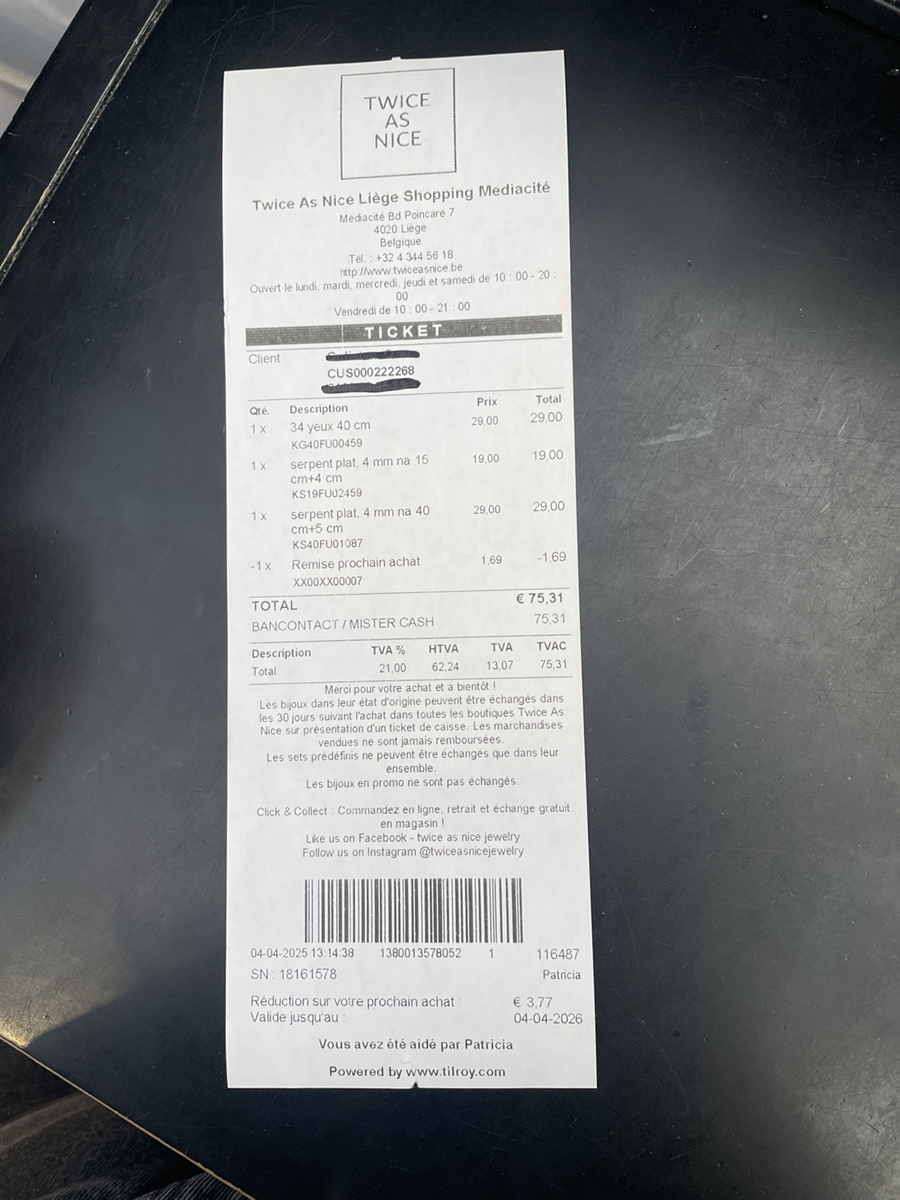 TWICE
AS
NICE
Twice As Nice Liège Shopping Mediacité
Médiacité Bd Poincaré 7
4020 Liège
Belgique
Tél. : +32 4 344 56 18
http://www.twiceasnice.be
Ouvert le lundi, mardi, mercredi, jeudi et samedi de 10 : 00 - 20 :
00
Vendredi de 10 : 00 - 21 : 00
TICKET
Client :
CUS000222268
Qté. Description Prix Total
1 x 34 yeux 40 cm 29,00 29,00
KG40FU00459
1 x serpent plat, 4 mm na 15 19,00 19,00
cm+4 cm
KS19FU02459
1 x serpent plat, 4 mm na 40 29,00 29,00
cm+5 cm
KS40FU01087
-1 x Remise prochain achat 1,69 -1,69
XX00XX00007
TOTAL € 75,31
BANCONTACT / MISTER CASH 75,31
Description TVA % HTVA TVA TVAC
Total 21,00 62,24 13,07 75,31
Merci pour votre achat et à bientôt !
Les bijoux dans leur état d'origine peuvent être échangés dans
les 30 jours suivant l'achat dans toutes les boutiques Twice As
Nice sur présentation d'un ticket de caisse. Les marchandises
vendues ne sont jamais remboursées.
Les sets prédéfinis ne peuvent être échangés que dans leur
ensemble.
Les bijoux en promo ne sont pas échangés.
Click & Collect : Commandez en ligne, retrait et échange gratuit
en magasin !
Like us on Facebook - twice as nice jewelry
Follow us on Instagram @twiceasnicejewelry
04-04-2025 13:14:38 1380013578052 1 116487
SN : 18161578 Patricia
Réduction sur votre prochain achat : € 3,77
Valide jusqu'au : 04-04-2026
Vous avez été aidé par Patricia
Powered by www.tilroy.com